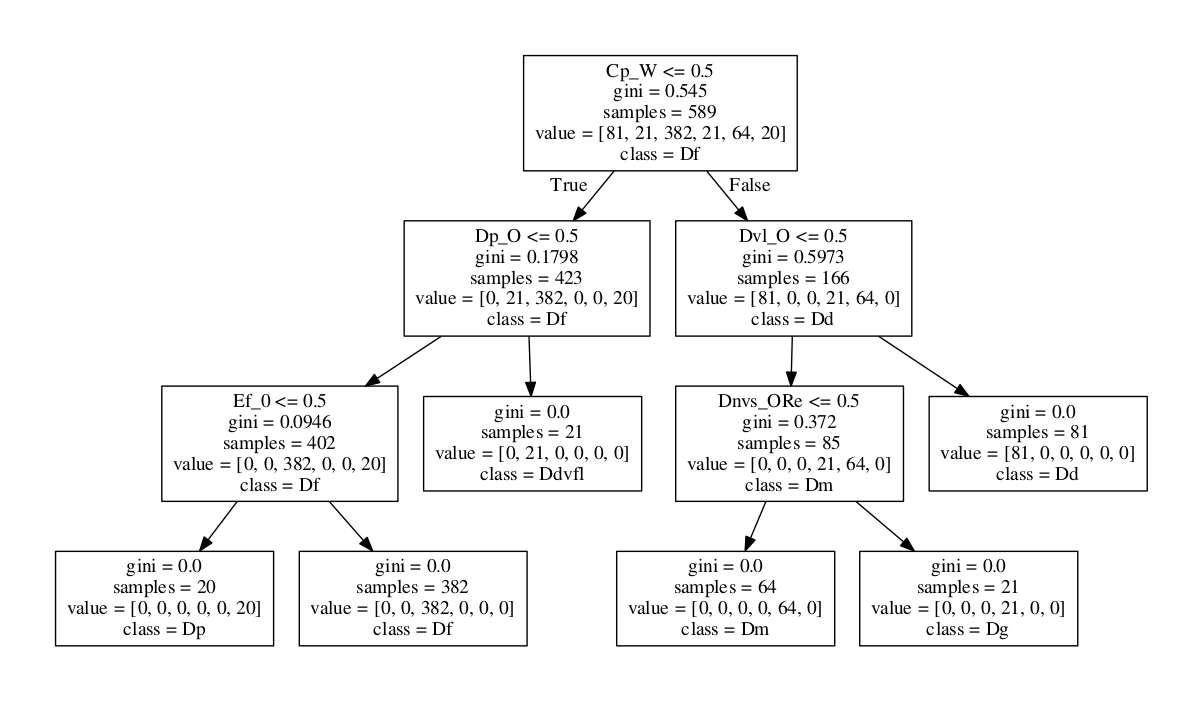 Cp_W <= 0.5
gini = 0.545
samples = 589
value = [81, 21, 382, 21, 64, 20]
class = Df
True
False
Dp_O <= 0.5
gini = 0.1798
samples = 423
value = [0, 21, 382, 0, 0, 20]
class = Df
Dvl_O <= 0.5
gini = 0.5973
samples = 166
value = [81, 0, 0, 21, 64, 0]
class = Dd
Ef_0 <= 0.5
gini = 0.0946
samples = 402
value = [0, 0, 382, 0, 0, 20]
class = Df
gini = 0.0
samples = 21
value = [0, 21, 0, 0, 0, 0]
class = Ddvfl
Dnvs_ORe <= 0.5
gini = 0.372
samples = 85
value = [0, 0, 0, 21, 64, 0]
class = Dm
gini = 0.0
samples = 81
value = [81, 0, 0, 0, 0, 0]
class = Dd
gini = 0.0
samples = 20
value = [0, 0, 0, 0, 0, 20]
class = Dp
gini = 0.0
samples = 382
value = [0, 0, 382, 0, 0, 0]
class = Df
gini = 0.0
samples = 64
value = [0, 0, 0, 0, 64, 0]
class = Dm
gini = 0.0
samples = 21
value = [0, 0, 0, 21, 0, 0]
class = Dg